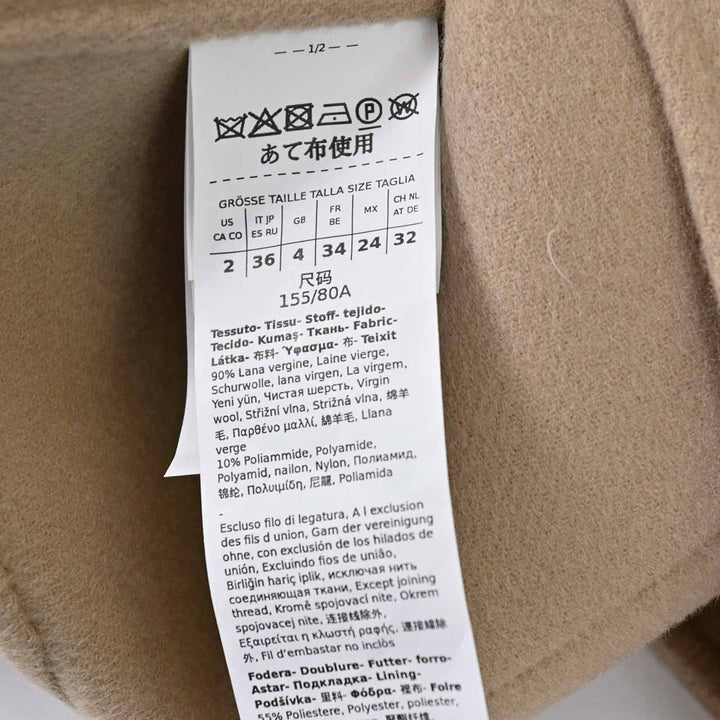 — — 1/2 — —
P W
あて布使用
GRÖSSE TAILLE TALLA SIZE TAGLIA
US CA CO IT JP ES RU GB FR BE MX CH NL AT DE
2 36 4 34 24 32
尺码
155/80A
Tessuto- Tissu- Stoff- tejido-
Tecido- Kumaş- Ткань- Fabric-
Látka- 布料- Ύφασμα- 布- Teixit
90% Lana vergine, Laine vierge,
Schurwolle, lana virgen, La virgem,
Yeni yün, Чистая шерсть, Virgin
wool, Střižní vlna, Strižná vlna, 绵羊
毛, Παρθένο μαλλί, 綿羊毛, Llana
verge
10% Poliammide, Polyamide,
Polyamid, nailon, Nylon, Полиамид,
锦纶, Πολυμίδη, 尼龍, Poliamida
-
Escluso filo di legatura, A l exclusion
des fils d union, Garn der vereinigung
ohne, con exclusión de los hilados de
unión, Excluindo fios de união,
Birliğin hariç iplik, исключая нить
соединяющая ткани, Except joining
thread, Kromě spojovací nite, Okrem
spojovacej nite, 连接线除外,
Εξαιρείται η κλωστή ραφής, 連接線除
外, Fil d'embastar no inclòs
Fodera- Doublure- Futter- forro-
Astar- Подкладка- Lining-
Podšívka- 里料- Φόδρα- 裡布- Folre
55% Poliestere, Polyester,